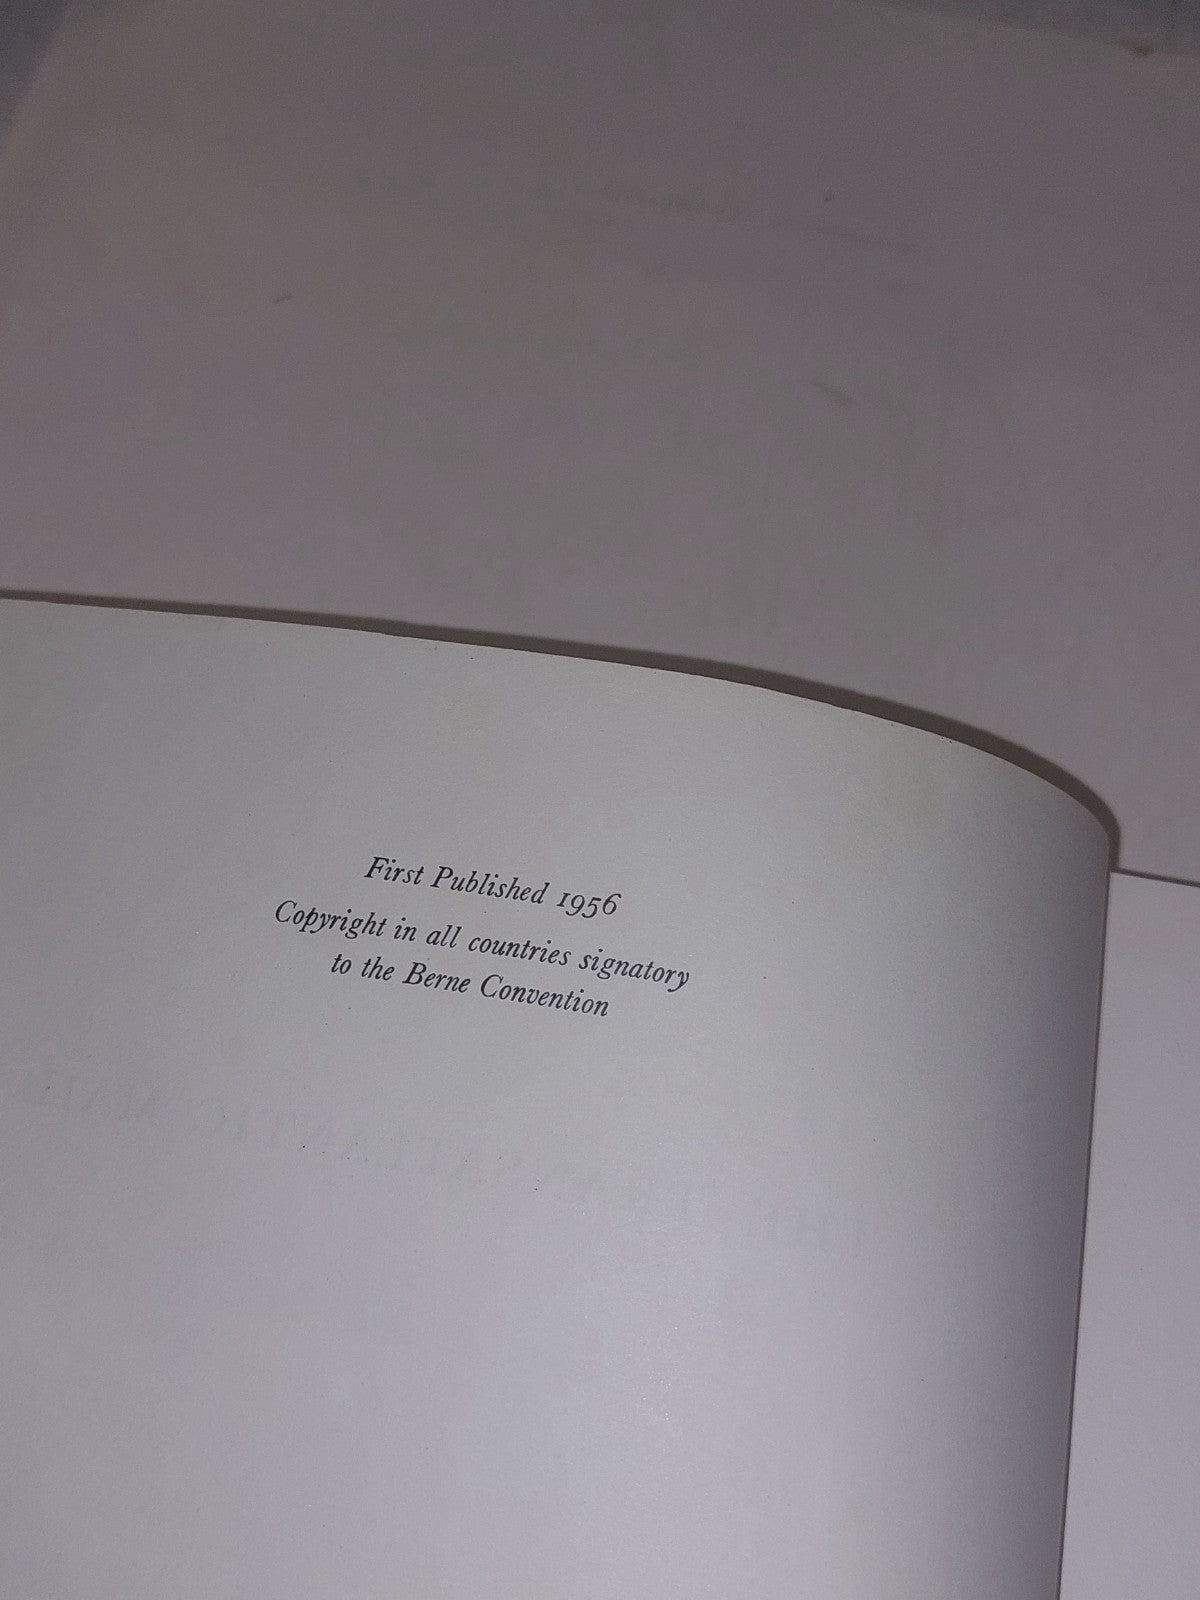 First Published 1956
Copyright in all countries signatory
to the Berne Convention